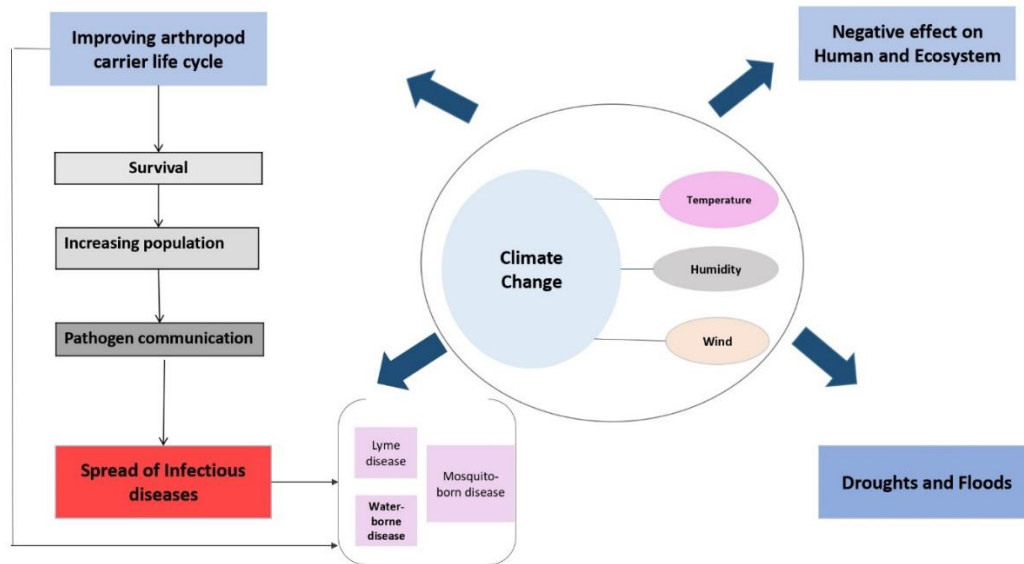 Improving arthropod
carrier life cycle
Survival
Increasing population
Pathogen communication
Spread of Infectious
diseases
Lyme
disease
Water-
borne
disease
Mosquito-
born disease
Climate
Change
Temperature
Humidity
Wind
Negative effect on
Human and Ecosystem
Droughts and Floods